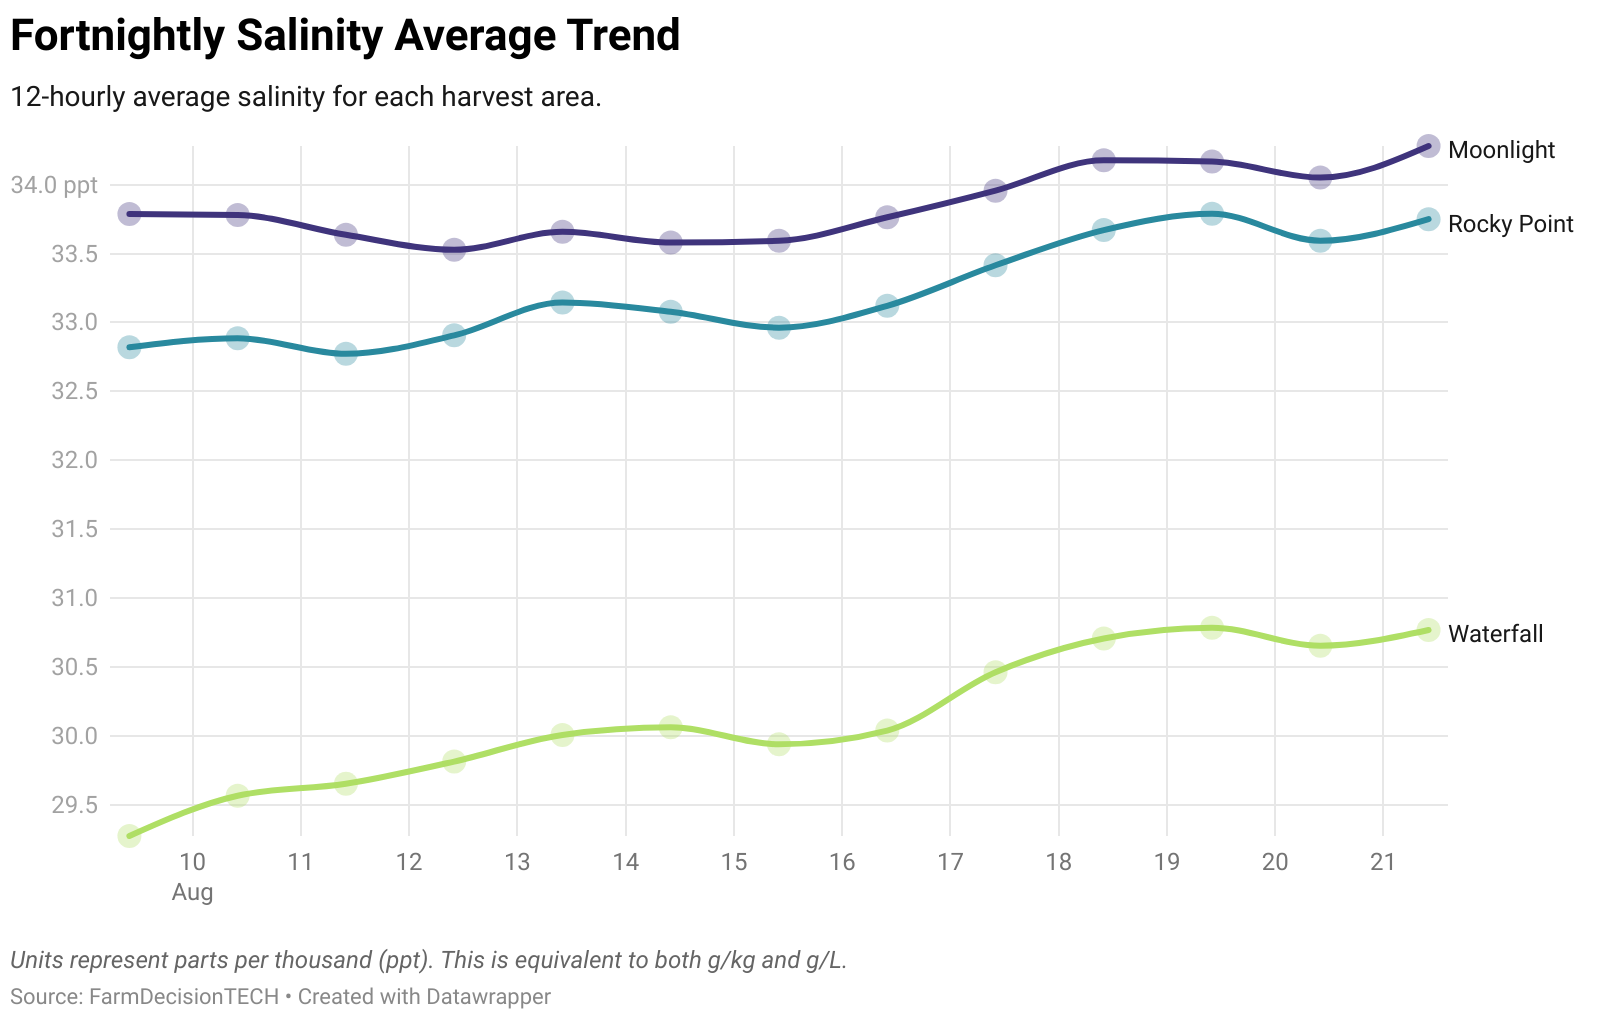 Fortnightly Salinity Average Trend
12-hourly average salinity for each harvest area.
Moonlight
34.0 ppt
Rocky Point
33.5
33.0
32.5
32.0
31.5
31.0
Waterfall
30.5
30.0
29.5
10 11 12 13 14 15 16 17 18 19 20 21
Aug
Units represent parts per thousand (ppt). This is equivalent to both g/kg and g/L.
Source: FarmDecisionTECH • Created with Datawrapper